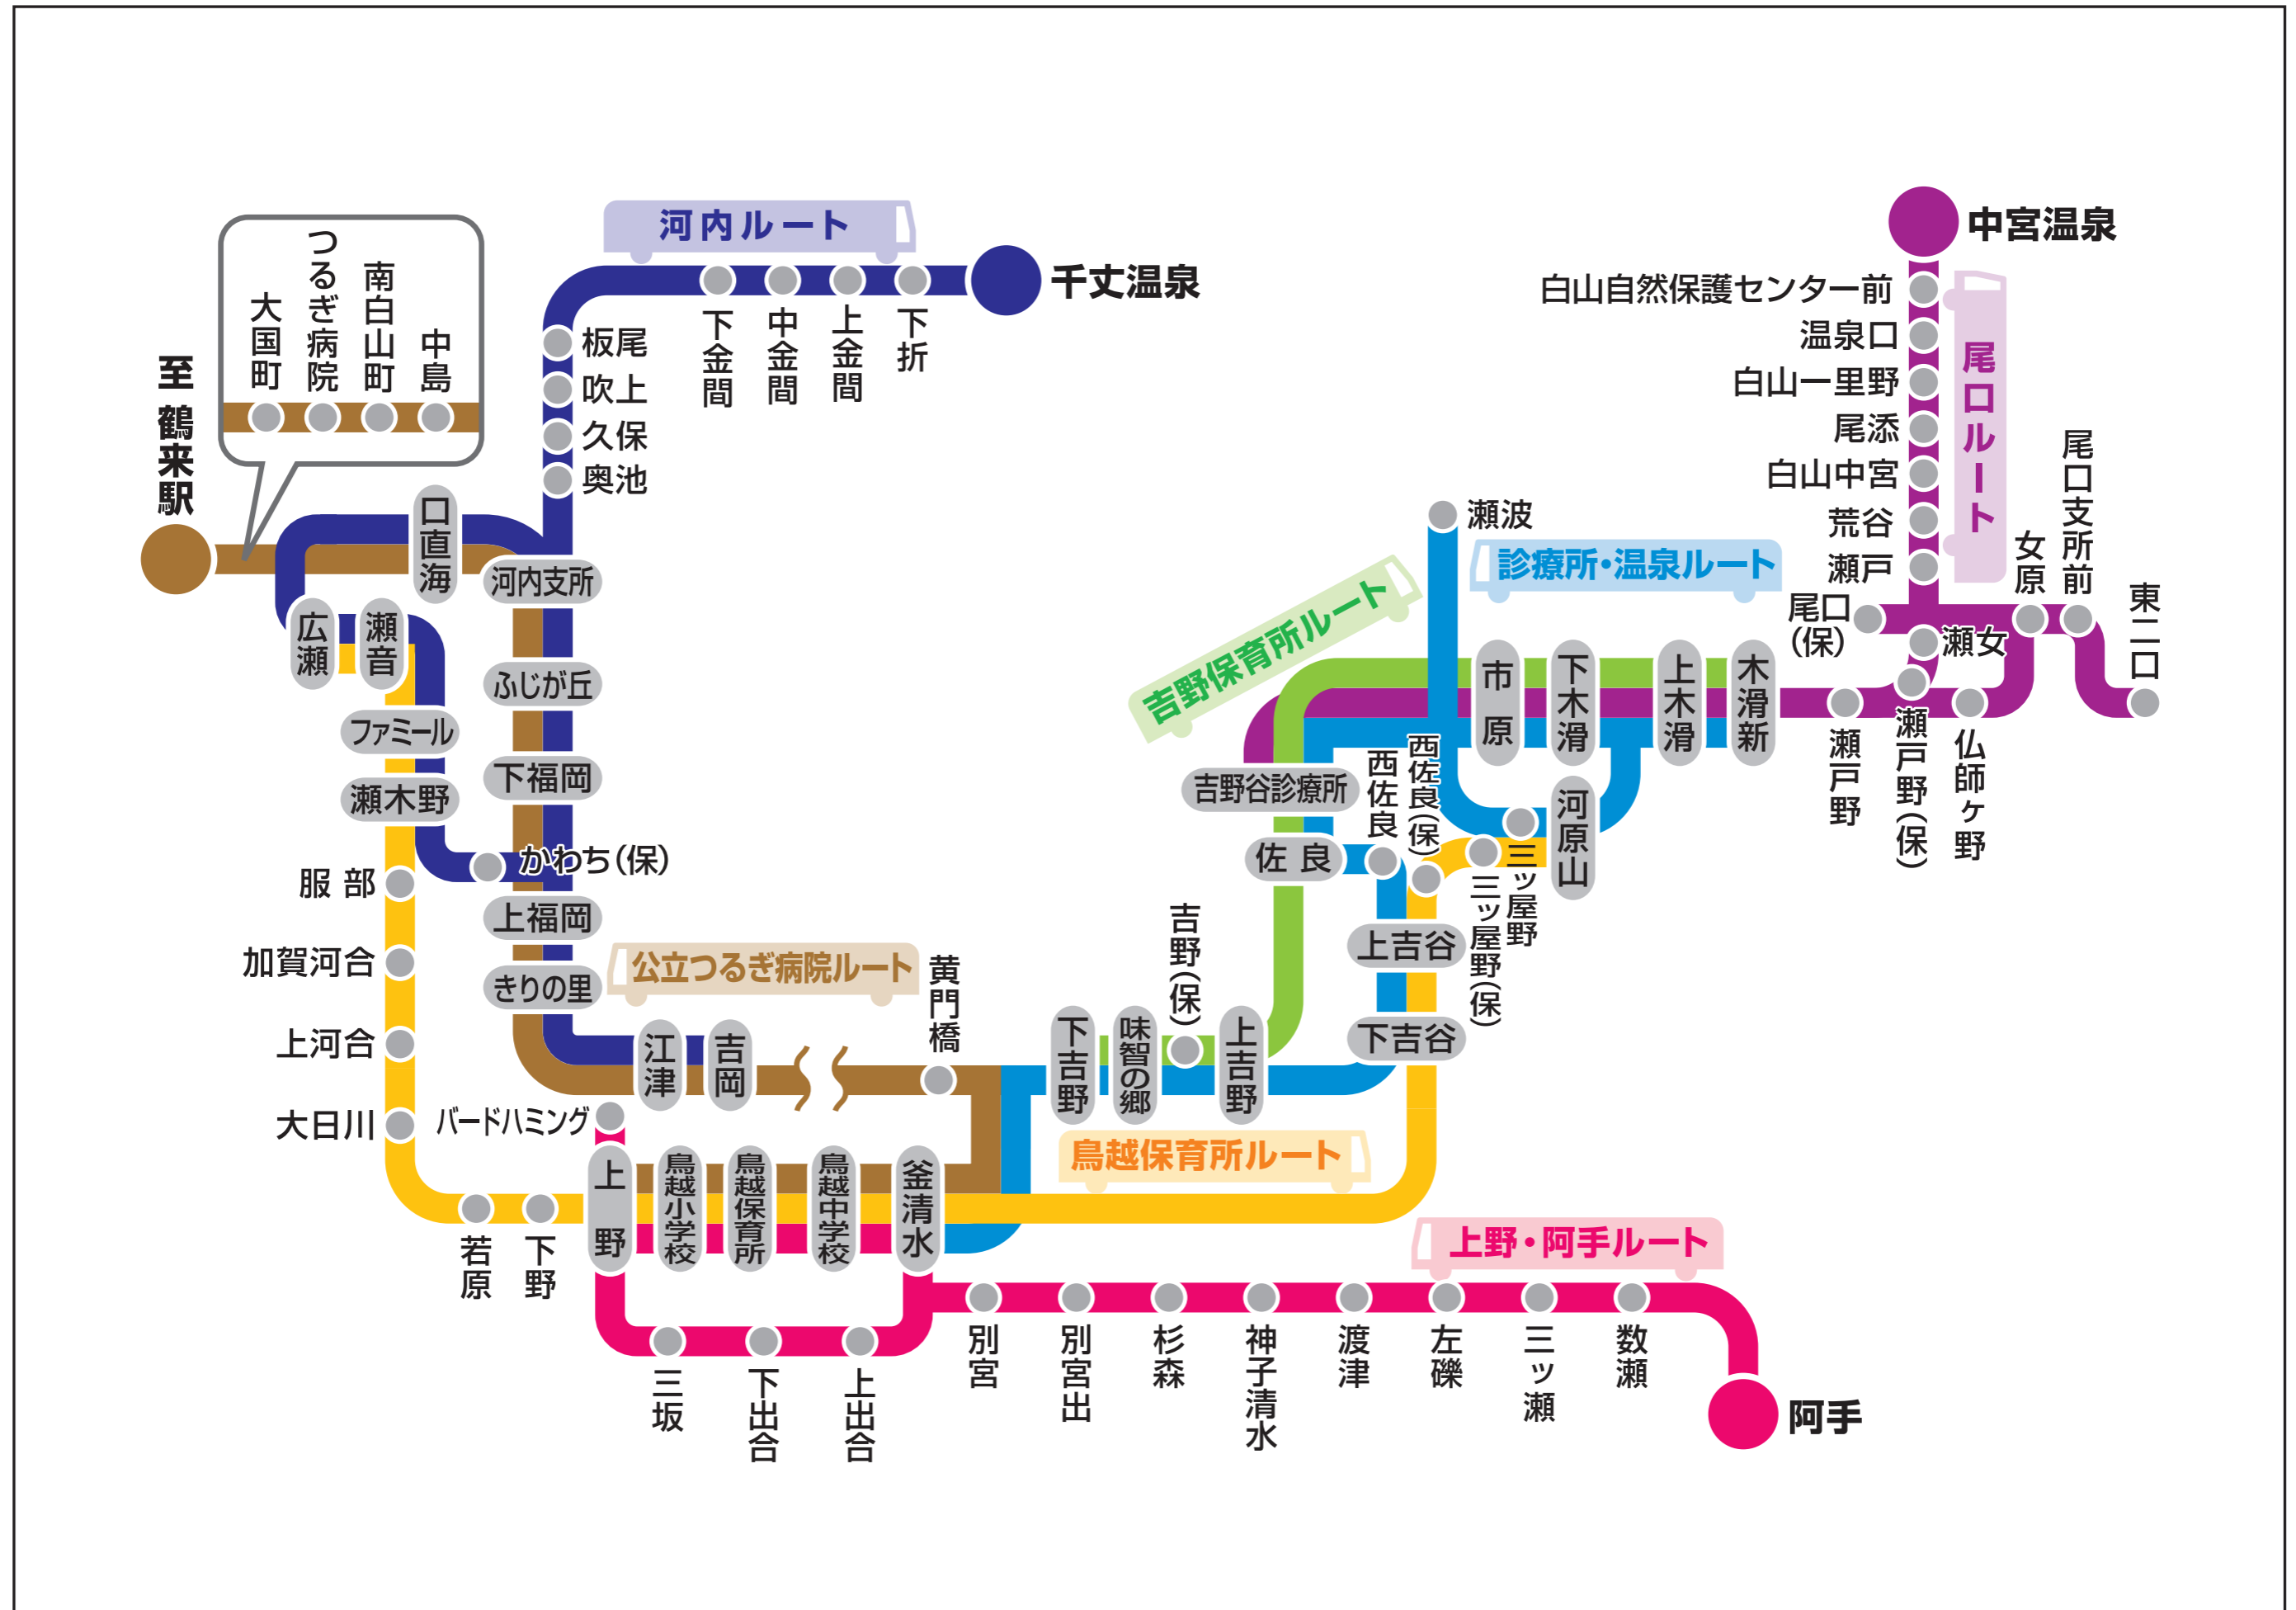 河内ルート
千丈温泉
下金間
中金間
上金間
下折
板尾
吹上
久保
奥池
大国町
つるぎ病院
南白山町
中島
至 鶴来駅
口直海
河内支所
広瀬
瀬音
ファミール
瀬木野
ふじが丘
下福岡
かわち(保)
上福岡
きりの里
服部
加賀河合
上河合
大日川
若原
下野
江津
吉岡
公立つるぎ病院ルート
黄門橋
バードハミング
上野
鳥越小学校
鳥越保育所
鳥越中学校
釜清水
三坂
下出合
上出合
下吉野
味智の郷
吉野(保)
上吉野
鳥越保育所ルート
上野・阿手ルート
別宮
別宮出
杉森
神子清水
渡津
左礫
三ッ瀬
数瀬
阿手
吉野保育所ルート
診療所・温泉ルート
瀬波
市原
下木滑
上木滑
木滑新
吉野谷診療所
佐良
西佐良
西佐良(保)
上吉谷
下吉谷
三ッ屋野(保)
三ッ屋野
河原山
中宮温泉
尾口ルート
白山自然保護センター前
温泉口
白山一里野
尾添
白山中宮
荒谷
瀬戸
尾口(保)
瀬女
女原
尾口支所前
東二口
瀬戸野
瀬戸野(保)
仏師ヶ野